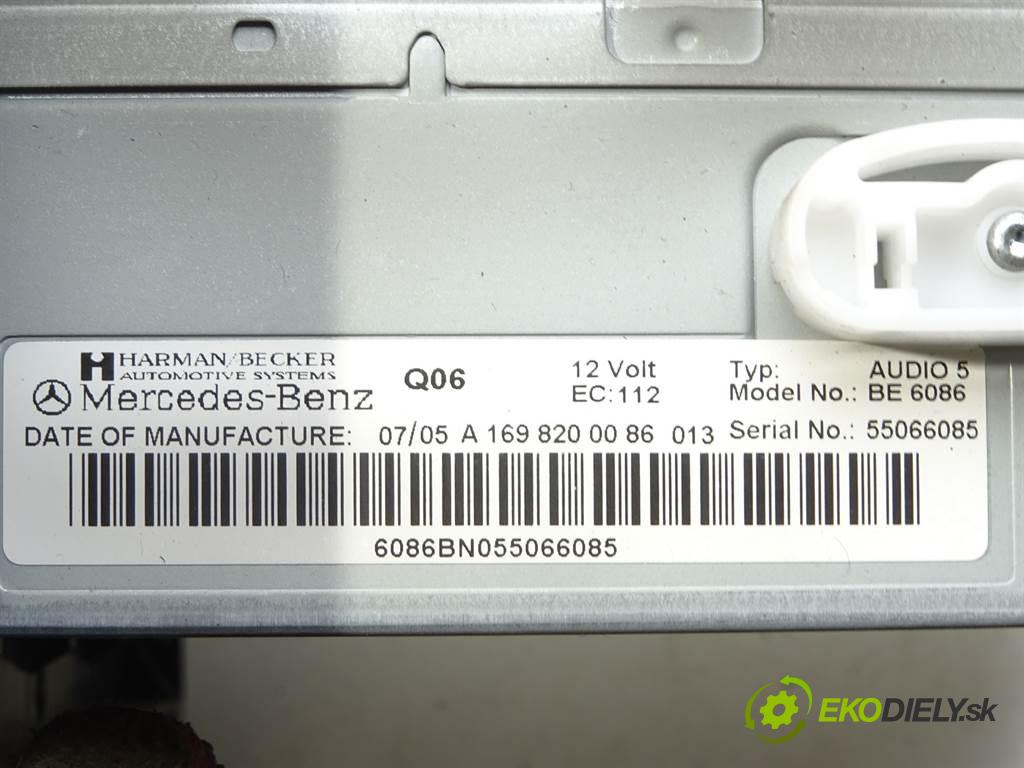 HARMAN/BECKER
AUTOMOTIVE SYSTEMS
Mercedes-Benz
Q06
12 Volt
EC: 112
Typ: AUDIO 5
Model No.: BE 6086
DATE OF MANUFACTURE: 07/05 A 169 820 00 86 013 Serial No.: 55066085
6086BN055066085
EKODIELY.sk